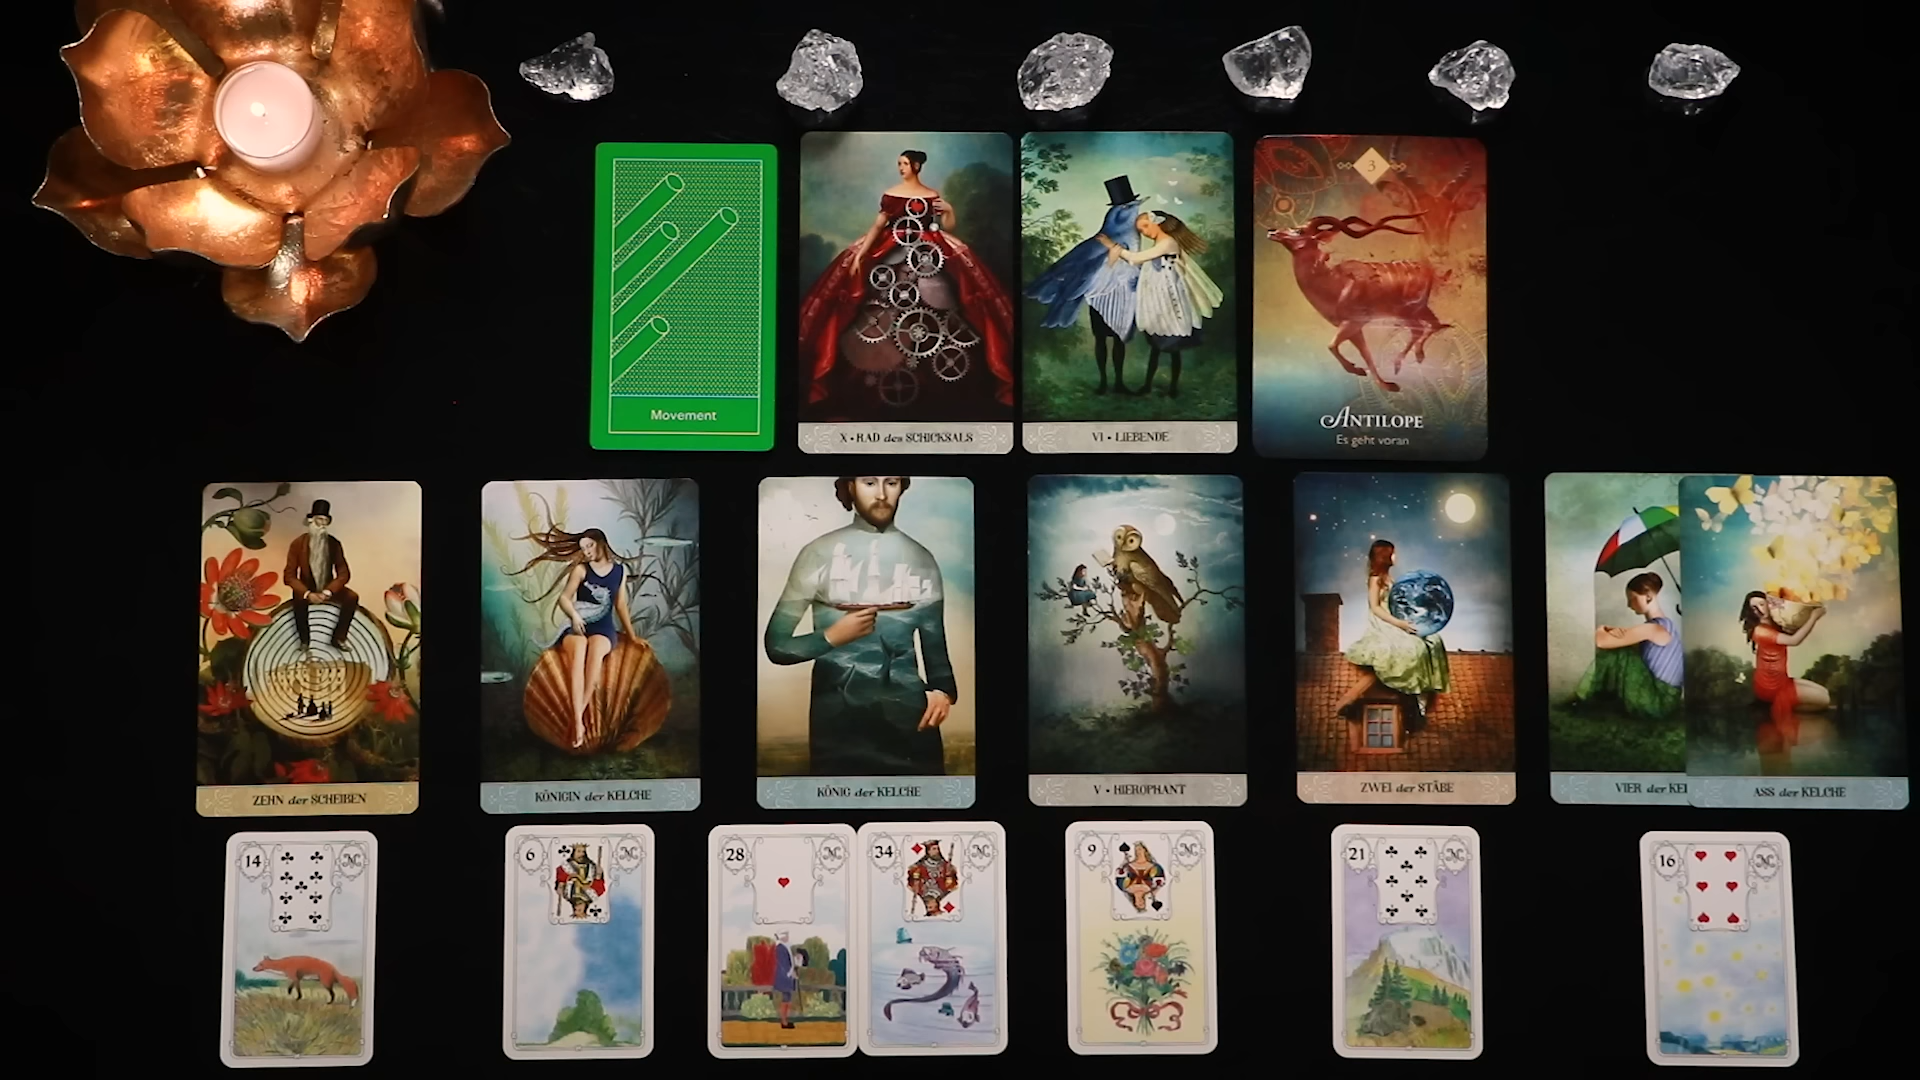 Movement
X • RAD des SCHICKSALS
VI • LIEBENDE
3
ANTILOPE
Es geht voran
ZEHN der SCHEIBEN
KÖNIGIN der KELCHE
KÖNIG der KELCHE
V • HIEROPHANT
ZWEI der STÄBE
VIER der KEL
ASS der KELCHE
14
6
28
34
9
21
16